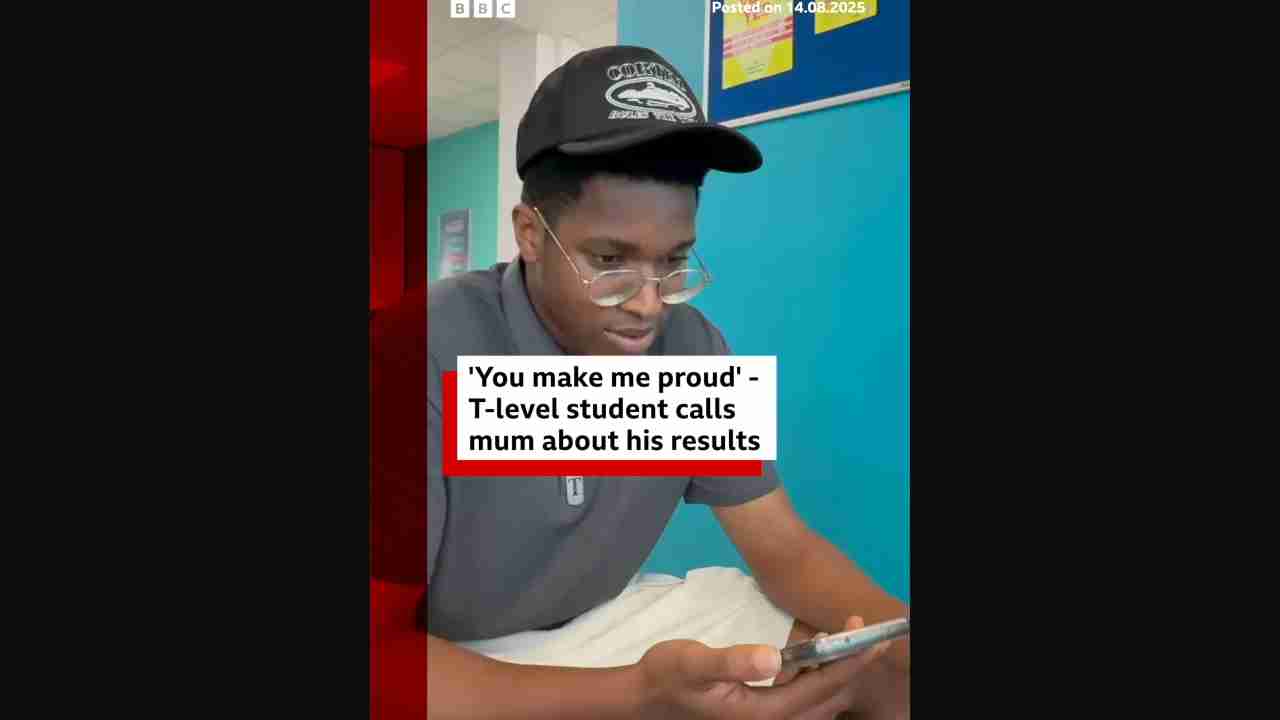 BBC
Posted on 14.08.2025
'You make me proud' -
T-level student calls
mum about his results
T